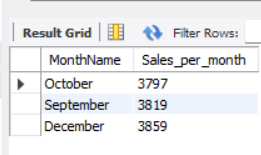 Result Grid Filter Rows:
MonthName Sales_per_month
October 3797
September 3819
December 3859